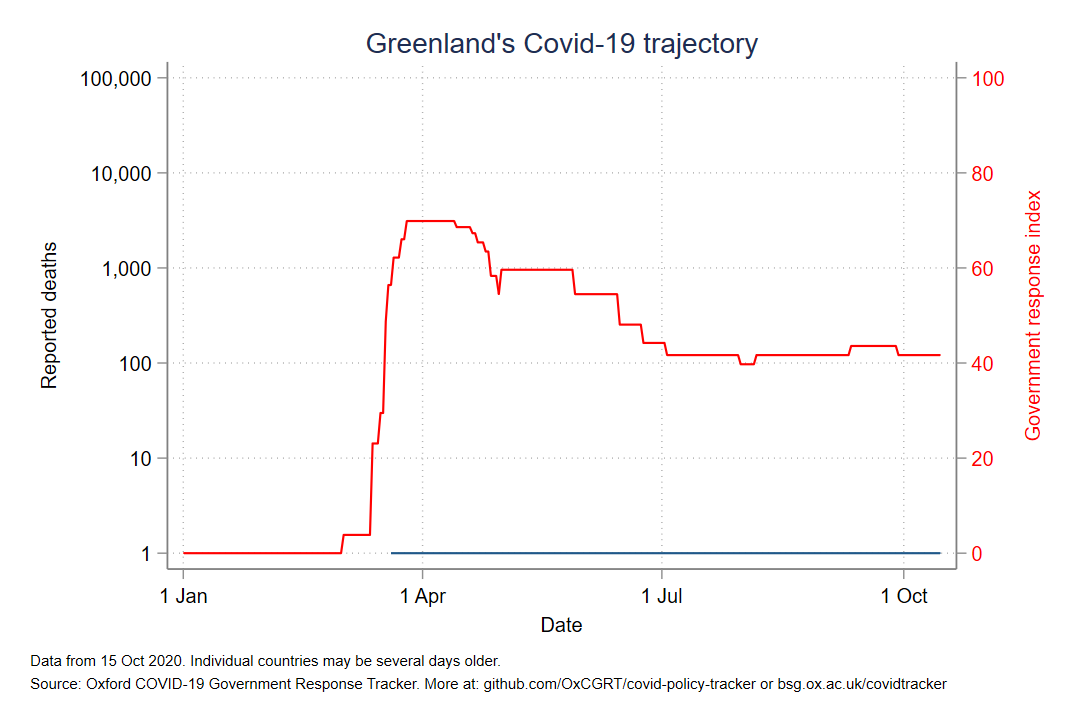 Greenland's Covid-19 trajectory
100,000
10,000
1,000
100
10
1
Reported deaths
100
80
60
40
20
0
Government response index
1 Jan
1 Apr
1 Jul
1 Oct
Date
Data from 15 Oct 2020. Individual countries may be several days older.
Source: Oxford COVID-19 Government Response Tracker. More at: github.com/OxCGRT/covid-policy-tracker or bsg.ox.ac.uk/covidtracker